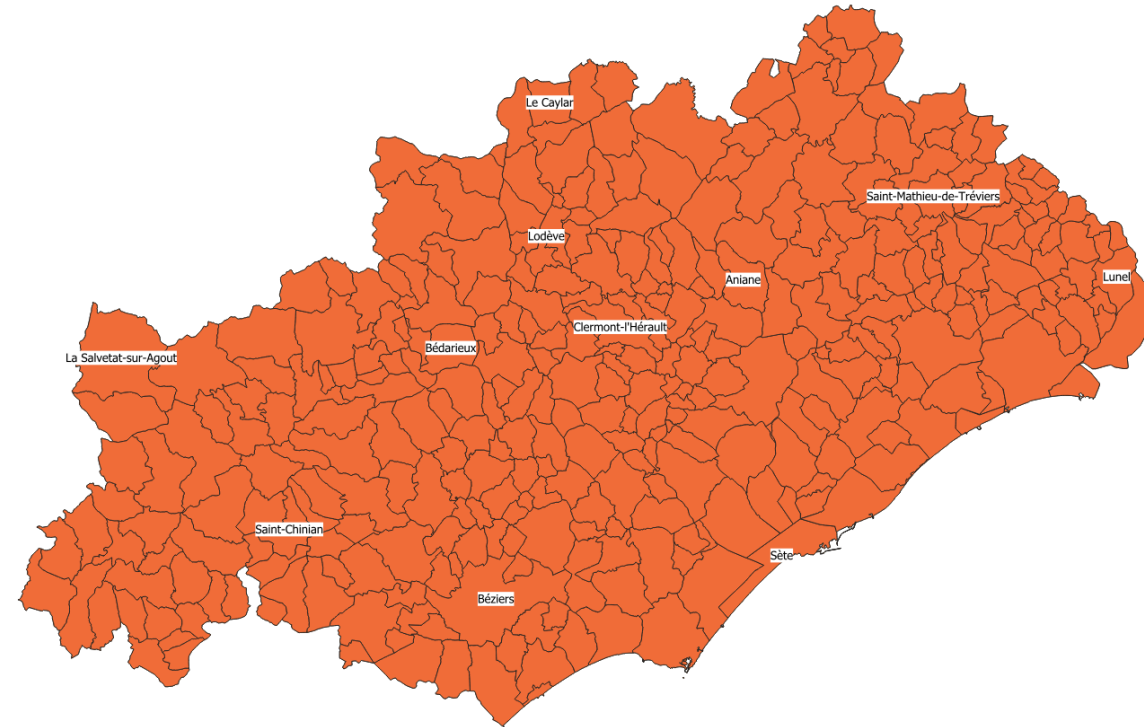 Le Caylar
Saint-Mathieu-de-Tréviers
Lodève
Lunel
Aniane
Clermont-l'Hérault
Bédarieux
La Salvetat-sur-Agout
Saint-Chinian
Sète
Béziers